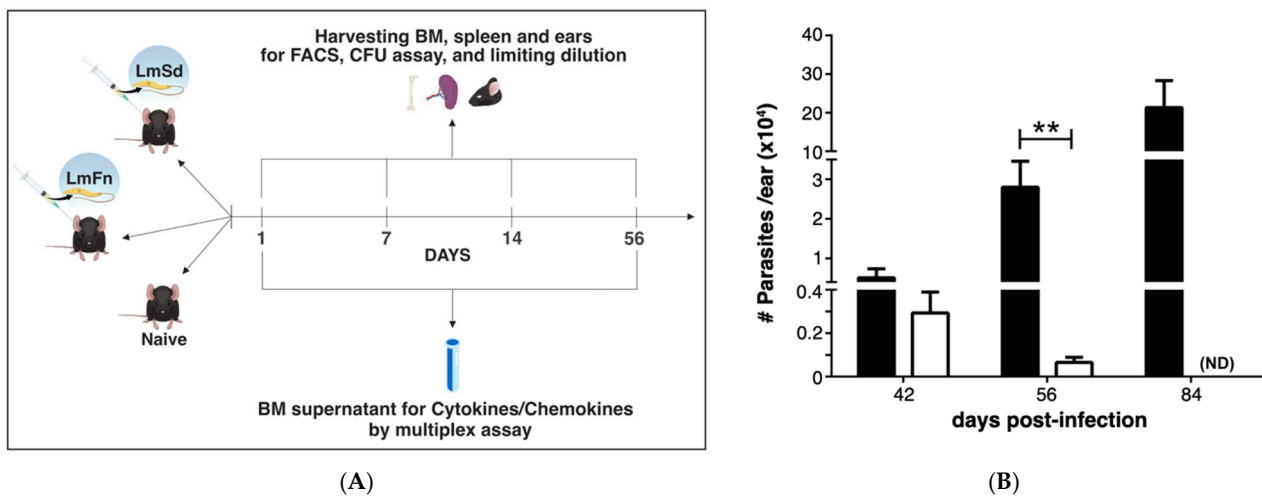 Harvesting BM, spleen and ears
for FACS, CFU assay, and limiting dilution
LmSd
LmFn
Naive
1 7 14 56
DAYS
BM supernatant for Cytokines/Chemokines
by multiplex assay
(A)
# Parasites /ear (x10⁴)
40
30
20
10
3
2
1
0.4
0.2
0
**
(ND)
42 56 84
days post-infection
(B)